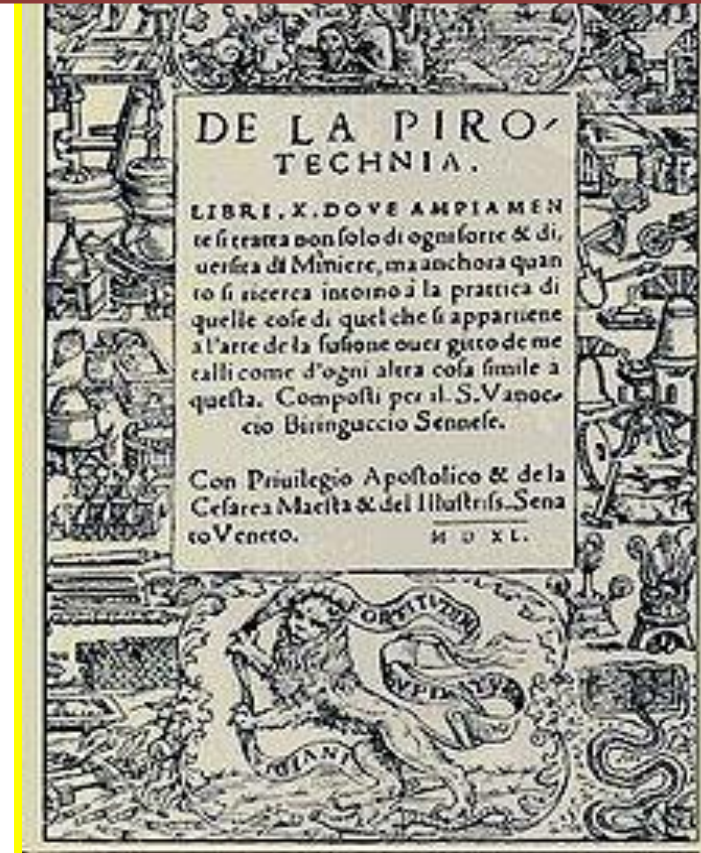 DE LA PIRO-
TECHNIA.
LIBRI. X. DOVE AMPIAMEN
te ſi tratta non ſolo di ogni ſorte & di,
uerſita di Miniere, ma anchora quan
to ſi ricerca intorno à la prattica di
quelle coſe di quel che ſi appartiene
a l'arte de la fuſione ouer gitto de me
talli come d'ogni altra coſa ſimile a
queſta. Compoſti per il. S. Vanoc-
cio Biringuccio Senneſe.
Con Priuilegio Apoſtolico & de la
Ceſarea Maeſta & del Illuſtriſs. Sena
to Veneto. M D XL.
FORTITUDO